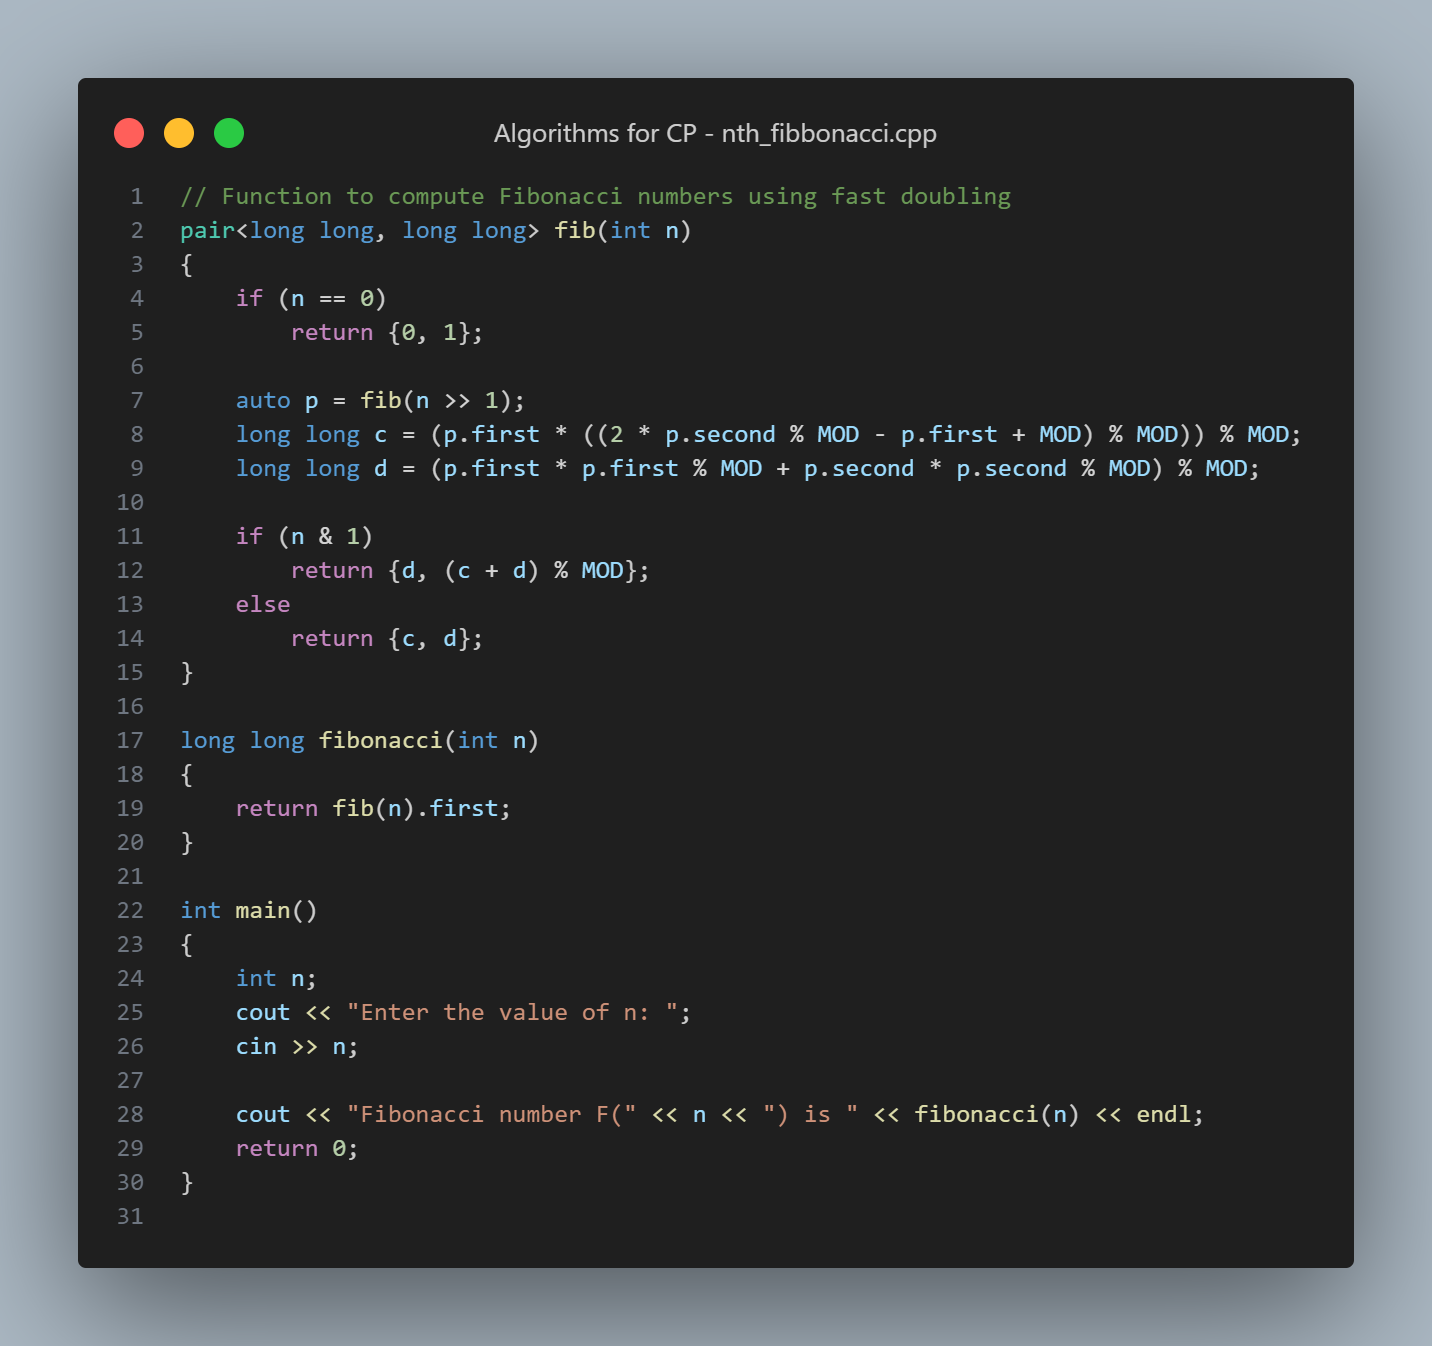 Algorithms for CP - nth_fibbonacci.cpp
1 // Function to compute Fibonacci numbers using fast doubling
2 pair<long long, long long> fib(int n)
3 {
4     if (n == 0)
5         return {0, 1};
6
7     auto p = fib(n >> 1);
8     long long c = (p.first * ((2 * p.second % MOD - p.first + MOD) % MOD)) % MOD;
9     long long d = (p.first * p.first % MOD + p.second * p.second % MOD) % MOD;
10
11     if (n & 1)
12         return {d, (c + d) % MOD};
13     else
14         return {c, d};
15 }
16
17 long long fibonacci(int n)
18 {
19     return fib(n).first;
20 }
21
22 int main()
23 {
24     int n;
25     cout << "Enter the value of n: ";
26     cin >> n;
27
28     cout << "Fibonacci number F(" << n << ") is " << fibonacci(n) << endl;
29     return 0;
30 }
31